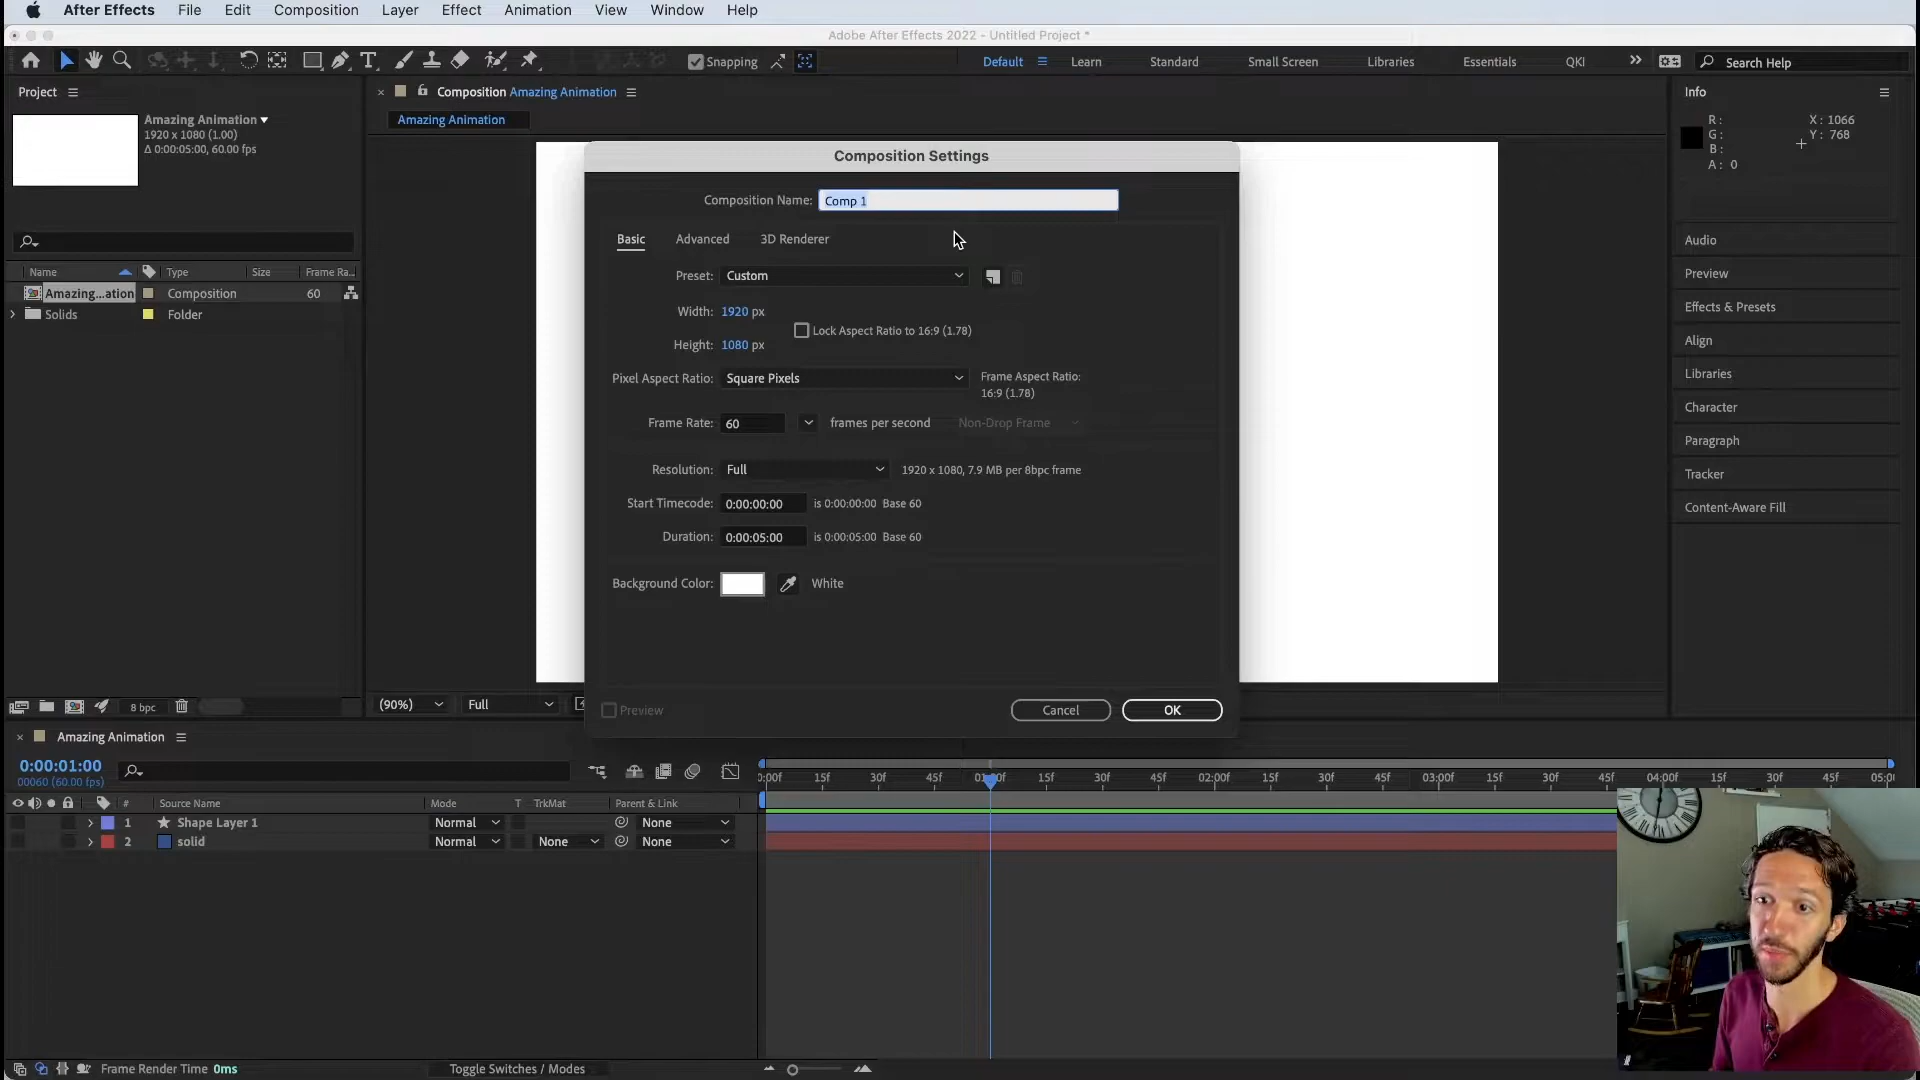 After Effects File Edit Composition Layer Effect Animation View Window Help
Adobe After Effects 2022 - Untitled Project *
T Snapping Default Learn Standard Small Screen Libraries Essentials QKI Search Help
Project
Amazing Animation
1920 x 1080 (1.00)
Δ 0:00:05:00, 60.00 fps
Name Type Size Frame Ra...
Amazing...ation Composition 60
Solids Folder
8 bpc
Composition Amazing Animation
Amazing Animation
(90%) Full
Composition Settings
Composition Name: Comp 1
Basic Advanced 3D Renderer
Preset: Custom
Width: 1920 px
Lock Aspect Ratio to 16:9 (1.78)
Height: 1080 px
Pixel Aspect Ratio: Square Pixels Frame Aspect Ratio:
16:9 (1.78)
Frame Rate: 60 frames per second Non-Drop Frame
Resolution: Full 1920 x 1080, 7.9 MB per 8bpc frame
Start Timecode: 0:00:00:00 is 0:00:00:00 Base 60
Duration: 0:00:05:00 is 0:00:05:00 Base 60
Background Color: White
Preview Cancel OK
Info
R: X: 1066
G: Y: 768
B:
A: 0
Audio
Preview
Effects & Presets
Align
Libraries
Character
Paragraph
Tracker
Content-Aware Fill
Amazing Animation
0:00:01:00
00060 (60.00 fps)
# Source Name Mode T TrkMat Parent & Link
1 Shape Layer 1 Normal None
2 solid Normal None None
0:00f 15f 30f 45f 01:00f 15f 30f 45f 02:00f 15f 30f 45f 03:00f 15f 30f 45f 04:00f 15f 30f 45f 05:0
Frame Render Time 0ms Toggle Switches / Modes